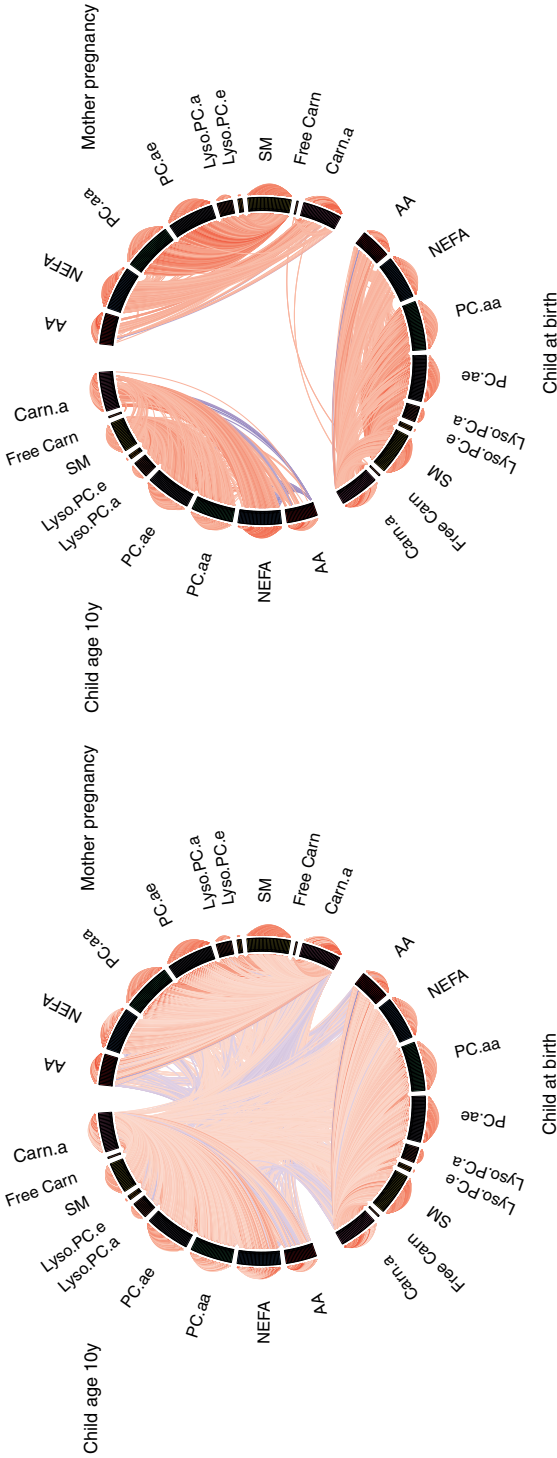 Mother pregnancy
AA
NEFA
PC.aa
PC.ae
Lyso.PC.a
Lyso.PC.e
SM
Free Carn
Carn.a
Child at birth
AA
NEFA
PC.aa
PC.ae
Lyso.PC.a
Lyso.PC.e
SM
Free Carn
Carn.a
Child age 10y
Carn.a
Free Carn
SM
Lyso.PC.e
Lyso.PC.a
PC.ae
PC.aa
NEFA
AA
Mother pregnancy
AA
NEFA
PC.aa
PC.ae
Lyso.PC.a
Lyso.PC.e
SM
Free Carn
Carn.a
Child at birth
AA
NEFA
PC.aa
PC.ae
Lyso.PC.a
Lyso.PC.e
SM
Free Carn
Carn.a
Child age 10y
Carn.a
Free Carn
SM
Lyso.PC.e
Lyso.PC.a
PC.ae
PC.aa
NEFA
AA